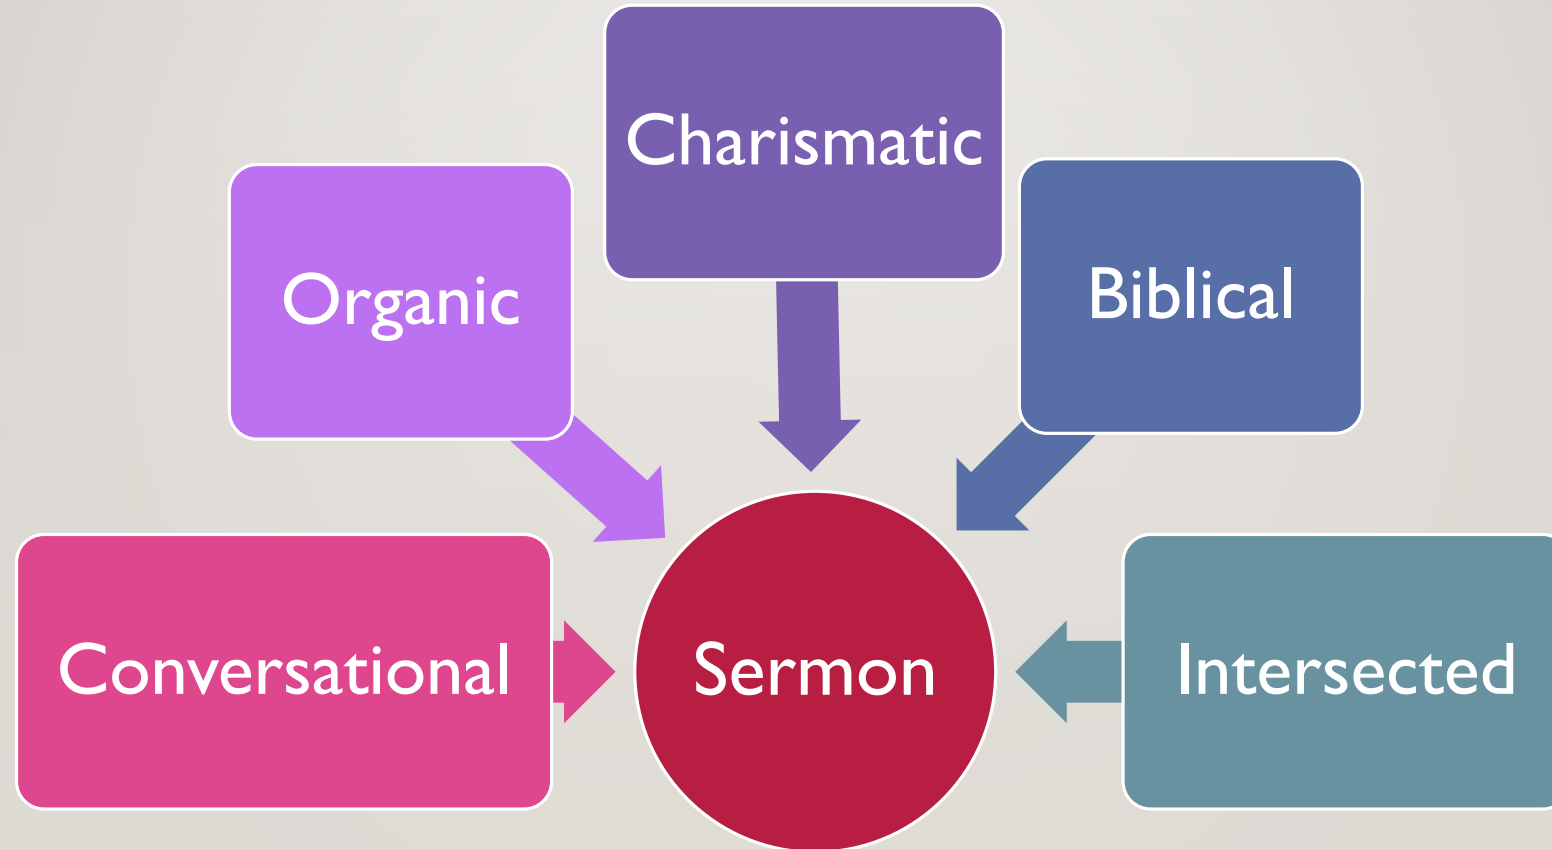 Charismatic
Organic
Biblical
Conversational
Sermon
Intersected